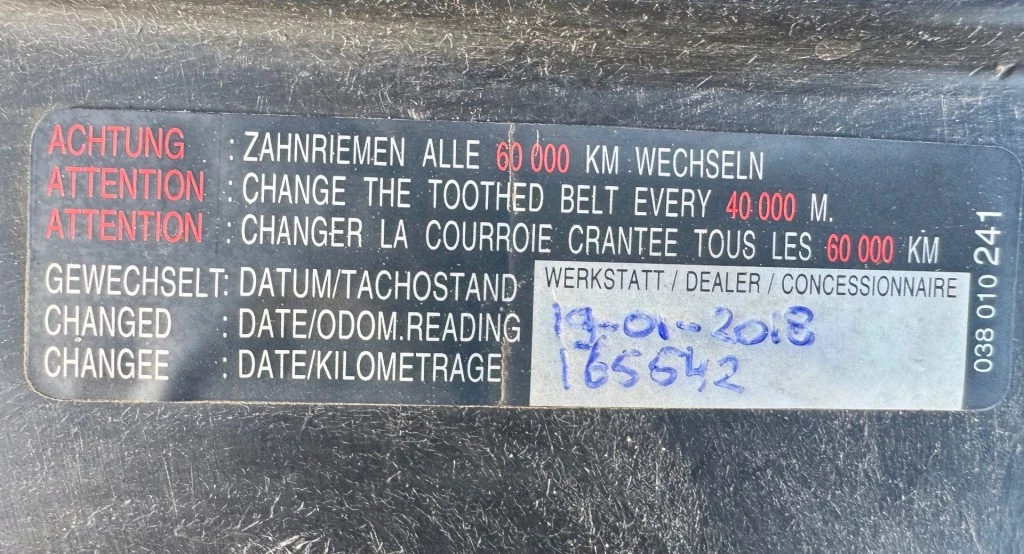 ACHTUNG : ZAHNRIEMEN ALLE 60 000 KM WECHSELN
ATTENTION : CHANGE THE TOOTHED BELT EVERY 40 000 M.
ATTENTION : CHANGER LA COURROIE CRANTEE TOUS LES 60 000 KM
GEWECHSELT: DATUM/TACHOSTAND
CHANGED : DATE/ODOM.READING
CHANGEE : DATE/KILOMETRAGE
WERKSTATT / DEALER / CONCESSIONNAIRE
19-01-2018
165542
038 010 241